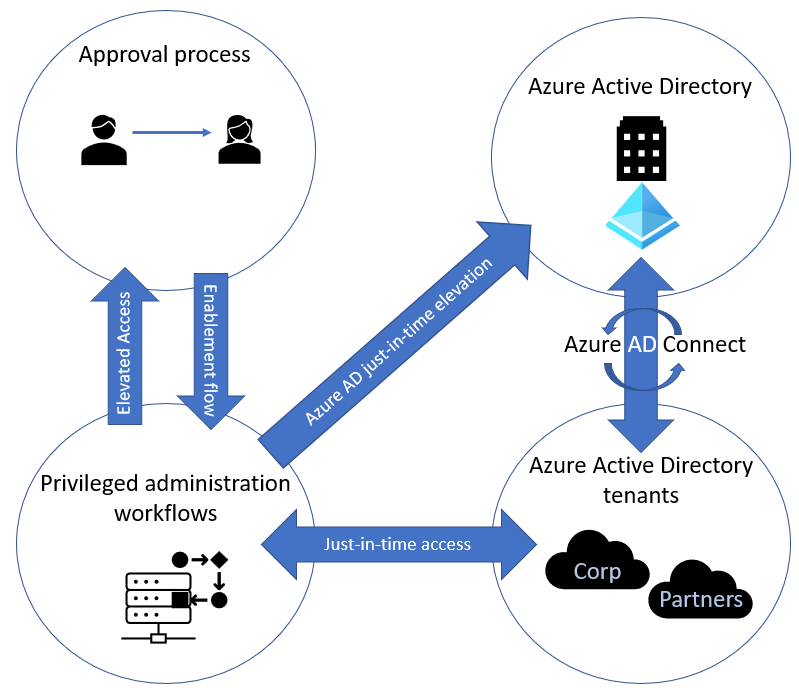 Approval process
Azure Active Directory
Elevated Access
Enablement flow
Azure AD just-in-time elevation
Azure AD Connect
Privileged administration
workflows
Azure Active Directory
tenants
Just-in-time access
Corp
Partners